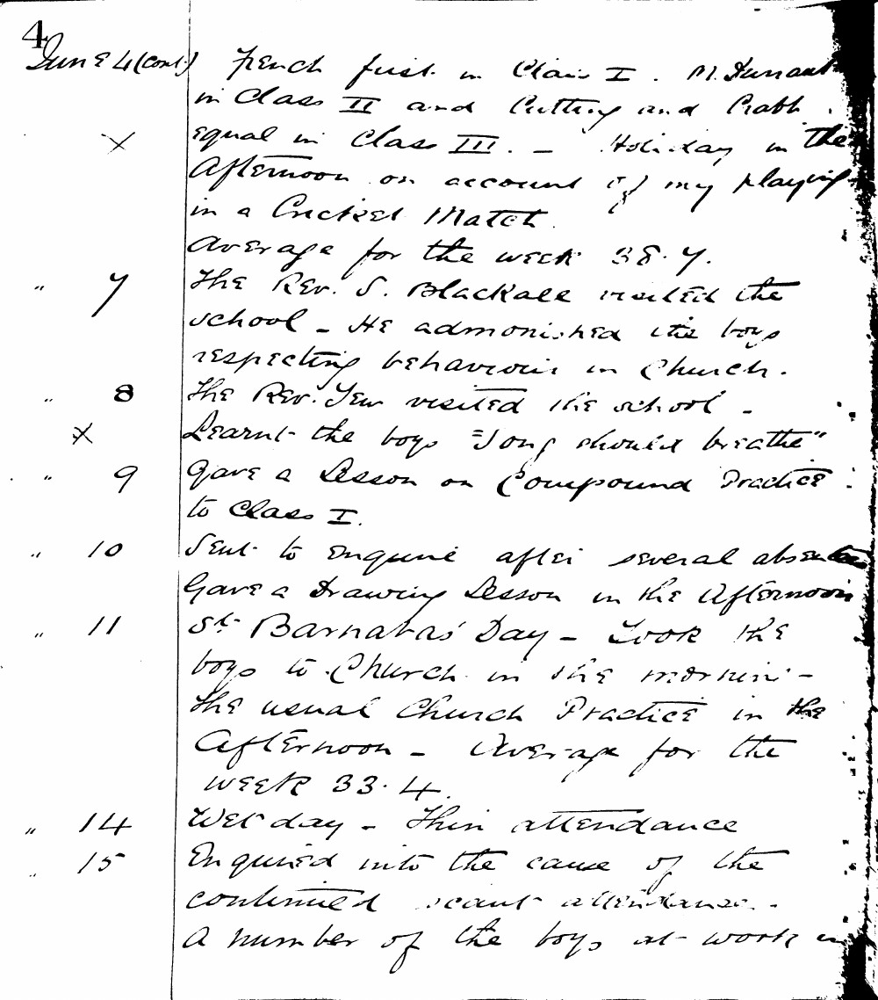 4
June 4 (cont.) French first in Class I. M. Durrant
in Class II and Cutting and Crabb
X equal in Class III. – Holiday in the
Afternoon on account of my playing
in a Cricket Match.
Average for the week 38.7.
" 7 The Rev. S. Blackall visited the
school – He admonished the boys
respecting behaviour in Church.
" 8 The Rev. Yew visited the school –
X Learnt the boys "Song should breathe"
" 9 Gave a Lesson on Compound Practice
to Class I.
" 10 Sent to enquire after several absentees
Gave a Drawing Lesson in the Afternoon
" 11 St. Barnabas' Day – Took the
boys to Church in the morning –
The usual Church Practice in the
Afternoon – Average for the
week 33.4.
" 14 Wet day – Thin attendance
" 15 Enquired into the cause of the
continued scant attendance –
A number of the boys at work in